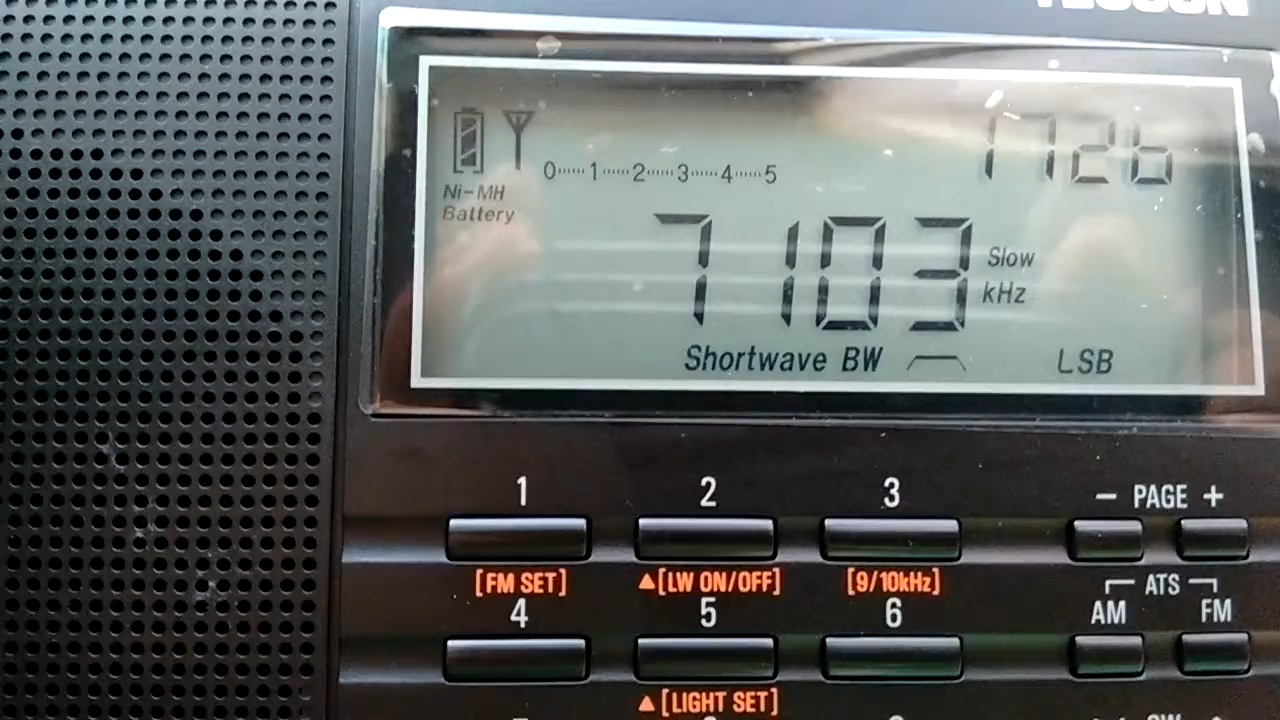 TECSUN
1726
0 1 2 3 4 5
Ni-MH
Battery
7103
Slow
kHz
Shortwave BW
LSB
1
2
3
− PAGE +
[FM SET]
▲[LW ON/OFF]
[9/10kHz]
ATS
4
5
6
AM
FM
▲[LIGHT SET]